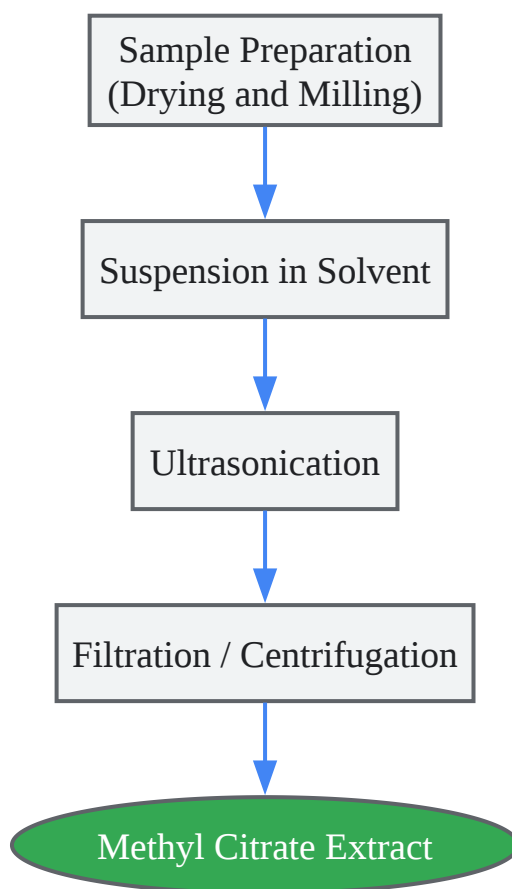 Sample Preparation
(Drying and Milling)
Suspension in Solvent
Ultrasonication
Filtration / Centrifugation
Methyl Citrate Extract